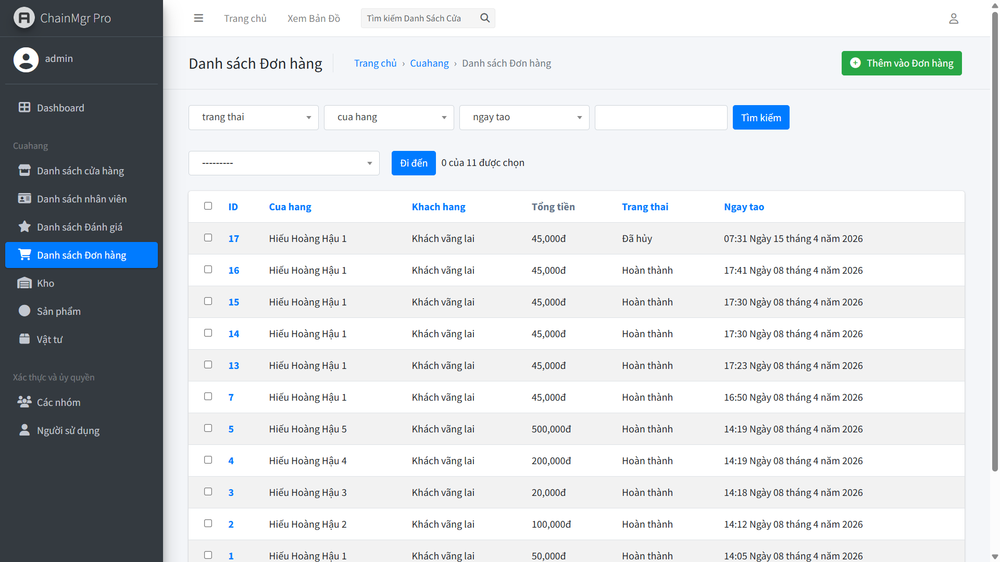 ChainMgr Pro
Trang chủ
Xem Bản Đồ
Tìm kiếm Danh Sách Cửa
admin
Danh sách Đơn hàng
Trang chủ › Cuahang › Danh sách Đơn hàng
Thêm vào Đơn hàng
Dashboard
Cuahang
Danh sách cửa hàng
Danh sách nhân viên
Danh sách Đánh giá
Danh sách Đơn hàng
Kho
Sản phẩm
Vật tư
Xác thực và ủy quyền
Các nhóm
Người sử dụng
trang thai
cua hang
ngay tao
Tìm kiếm
---------
Đi đến
0 của 11 được chọn
ID Cua hang Khach hang Tổng tiền Trang thai Ngay tao
17 Hiếu Hoàng Hậu 1 Khách vãng lai 45,000đ Đã hủy 07:31 Ngày 15 tháng 4 năm 2026
16 Hiếu Hoàng Hậu 1 Khách vãng lai 45,000đ Hoàn thành 17:41 Ngày 08 tháng 4 năm 2026
15 Hiếu Hoàng Hậu 1 Khách vãng lai 45,000đ Hoàn thành 17:30 Ngày 08 tháng 4 năm 2026
14 Hiếu Hoàng Hậu 1 Khách vãng lai 45,000đ Hoàn thành 17:30 Ngày 08 tháng 4 năm 2026
13 Hiếu Hoàng Hậu 1 Khách vãng lai 45,000đ Hoàn thành 17:23 Ngày 08 tháng 4 năm 2026
7 Hiếu Hoàng Hậu 1 Khách vãng lai 45,000đ Hoàn thành 16:50 Ngày 08 tháng 4 năm 2026
5 Hiếu Hoàng Hậu 5 Khách vãng lai 500,000đ Hoàn thành 14:19 Ngày 08 tháng 4 năm 2026
4 Hiếu Hoàng Hậu 4 Khách vãng lai 200,000đ Hoàn thành 14:19 Ngày 08 tháng 4 năm 2026
3 Hiếu Hoàng Hậu 3 Khách vãng lai 20,000đ Hoàn thành 14:18 Ngày 08 tháng 4 năm 2026
2 Hiếu Hoàng Hậu 2 Khách vãng lai 100,000đ Hoàn thành 14:12 Ngày 08 tháng 4 năm 2026
1 Hiếu Hoàng Hậu 1 Khách vãng lai 50,000đ Hoàn thành 14:05 Ngày 08 tháng 4 năm 2026